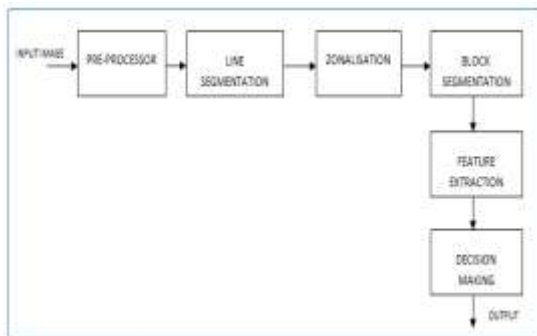 INPUT IMAGE
PRE-PROCESSOR
LINE
SEGMENTATION
ZONALISATION
BLOCK
SEGMENTATION
FEATURE
EXTRACTION
DECISION
MAKING
OUTPUT